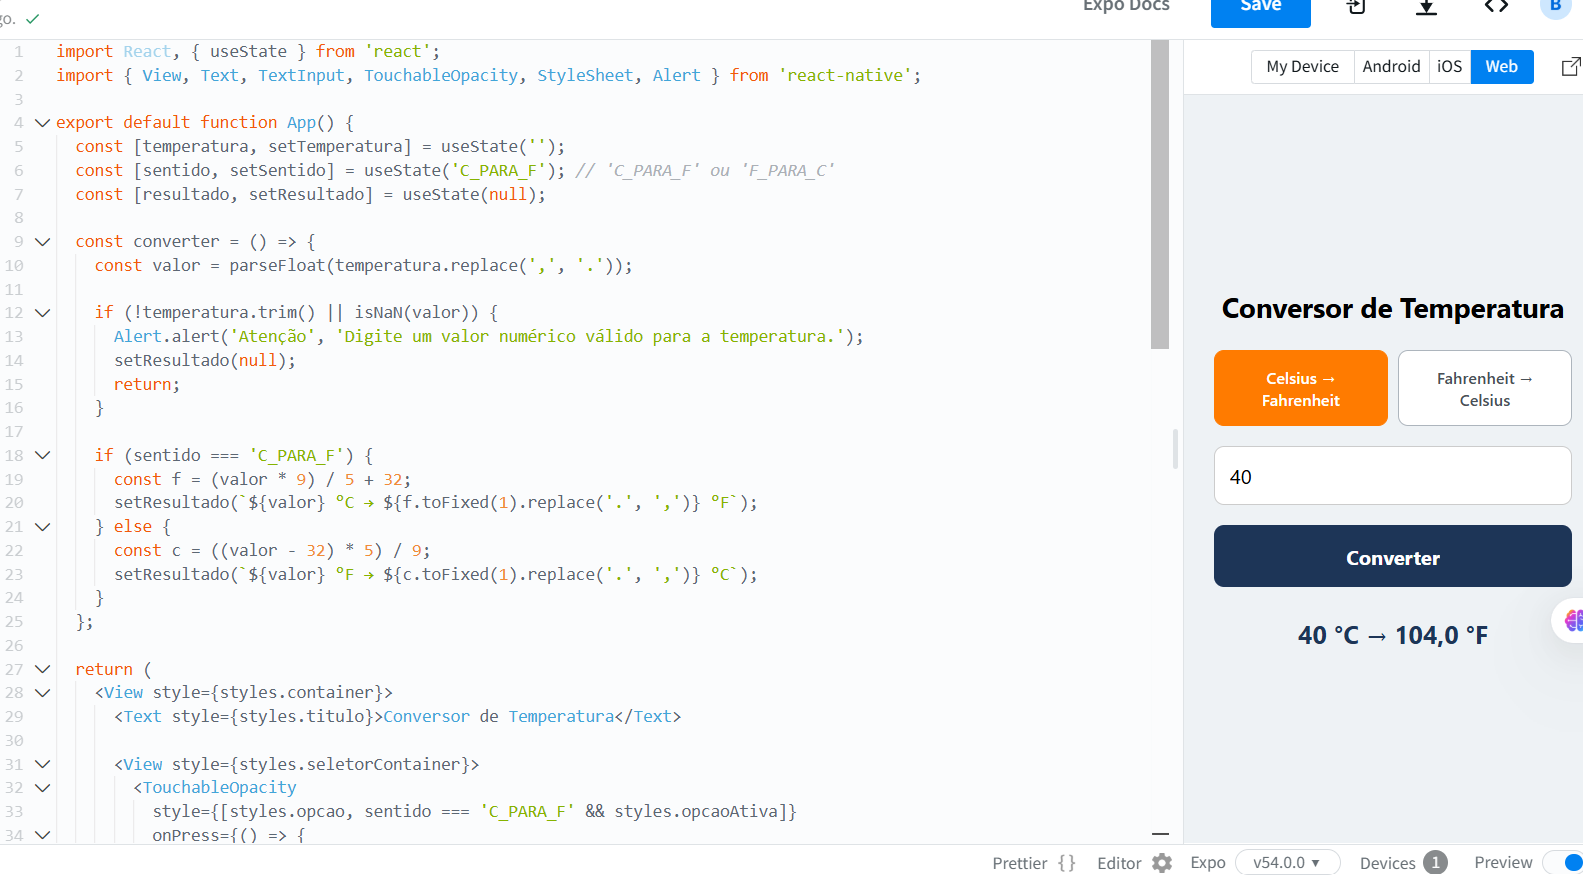 go.
Expo Docs
Save
B
1 import React, { useState } from 'react';
2 import { View, Text, TextInput, TouchableOpacity, StyleSheet, Alert } from 'react-native';
3
4 export default function App() {
5 const [temperatura, setTemperatura] = useState('');
6 const [sentido, setSentido] = useState('C_PARA_F'); // 'C_PARA_F' ou 'F_PARA_C'
7 const [resultado, setResultado] = useState(null);
8
9 const converter = () => {
10 const valor = parseFloat(temperatura.replace(',', '.'));
11
12 if (!temperatura.trim() || isNaN(valor)) {
13 Alert.alert('Atenção', 'Digite um valor numérico válido para a temperatura.');
14 setResultado(null);
15 return;
16 }
17
18 if (sentido === 'C_PARA_F') {
19 const f = (valor * 9) / 5 + 32;
20 setResultado(`${valor} °C → ${f.toFixed(1).replace('.', ',')} °F`);
21 } else {
22 const c = ((valor - 32) * 5) / 9;
23 setResultado(`${valor} °F → ${c.toFixed(1).replace('.', ',')} °C`);
24 }
25 };
26
27 return (
28 <View style={styles.container}>
29 <Text style={styles.titulo}>Conversor de Temperatura</Text>
30
31 <View style={styles.seletorContainer}>
32 <TouchableOpacity
33 style={[styles.opcao, sentido === 'C_PARA_F' && styles.opcaoAtiva]}
34 onPress={() => {
My Device Android iOS Web
Conversor de Temperatura
Celsius →
Fahrenheit
Fahrenheit →
Celsius
40
Converter
40 °C → 104,0 °F
Prettier {} Editor Expo v54.0.0 ▾ Devices 1 Preview